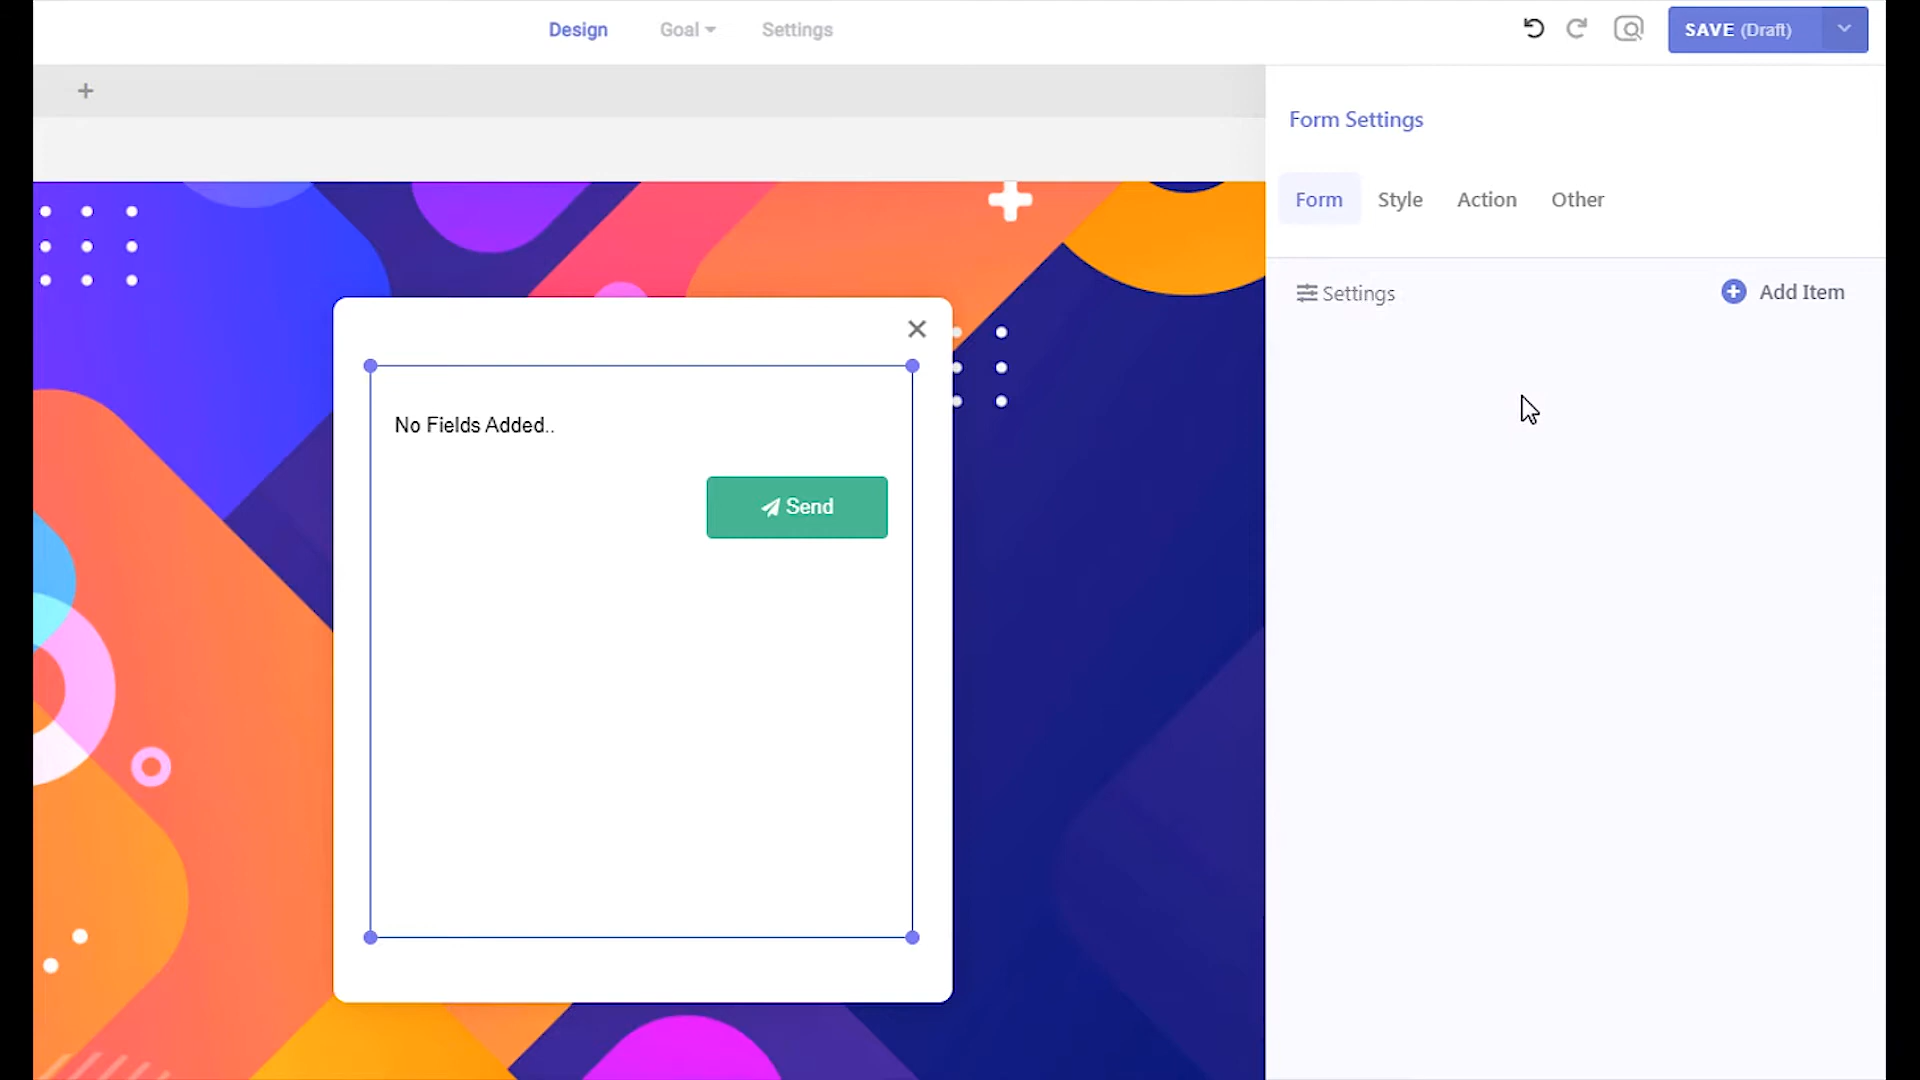 Design Goal Settings SAVE (Draft)
Form Settings
Form Style Action Other
Settings Add Item
No Fields Added..
Send